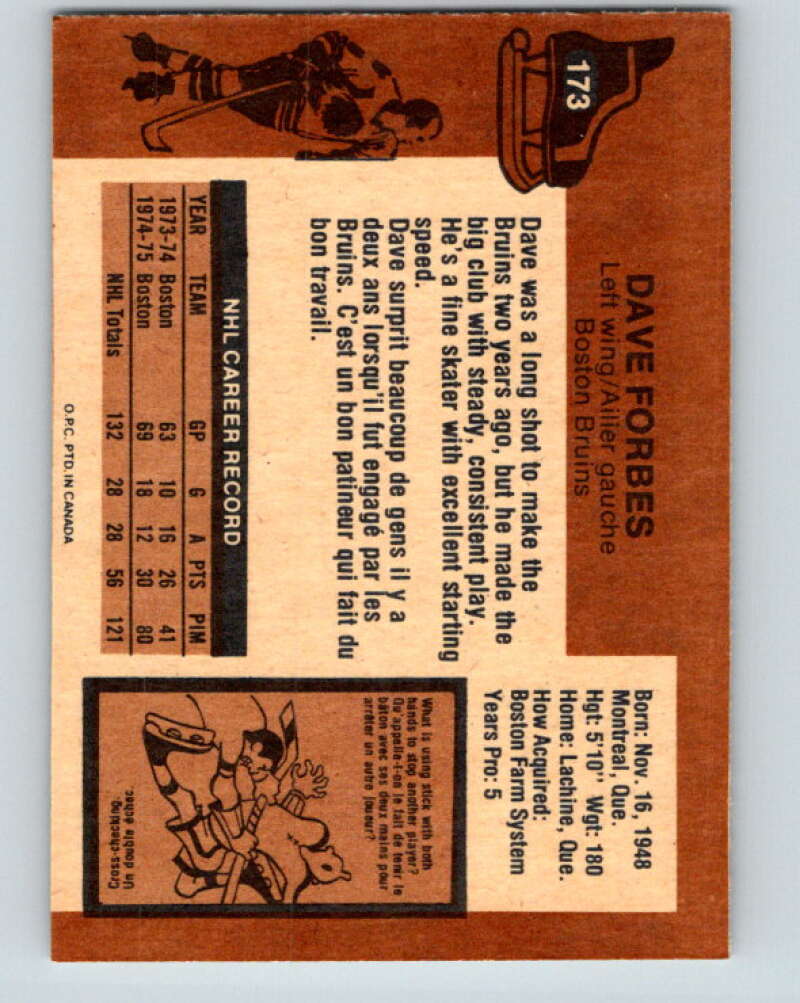 173
DAVE FORBES
Left wing/Ailier gauche
Boston Bruins
Born: Nov. 16, 1948
Montreal, Que.
Hgt: 5'10" Wgt: 180
Home: Lachine, Que.
How Acquired:
Boston Farm System
Years Pro: 5
Dave was a long shot to make the
Bruins two years ago, but he made the
big club with steady, consistent play.
He's a fine skater with excellent starting
speed.
Dave surprit beaucoup de gens il y a
deux ans lorsqu'il fut engagé par les
Bruins. C'est un bon patineur qui fait du
bon travail.
NHL CAREER RECORD
YEAR TEAM GP G A PTS PIM
1973-74 Boston 63 10 16 26 41
1974-75 Boston 69 18 12 30 80
NHL Totals 132 28 28 56 121
O.P.C. PTD. IN CANADA
What is using stick with both
hands to stop another player?
Qu'appelle-t-on le fait de tenir le
bâton avec ses deux mains pour
arrêter un autre joueur?
Cross-checking.
Un double échec.